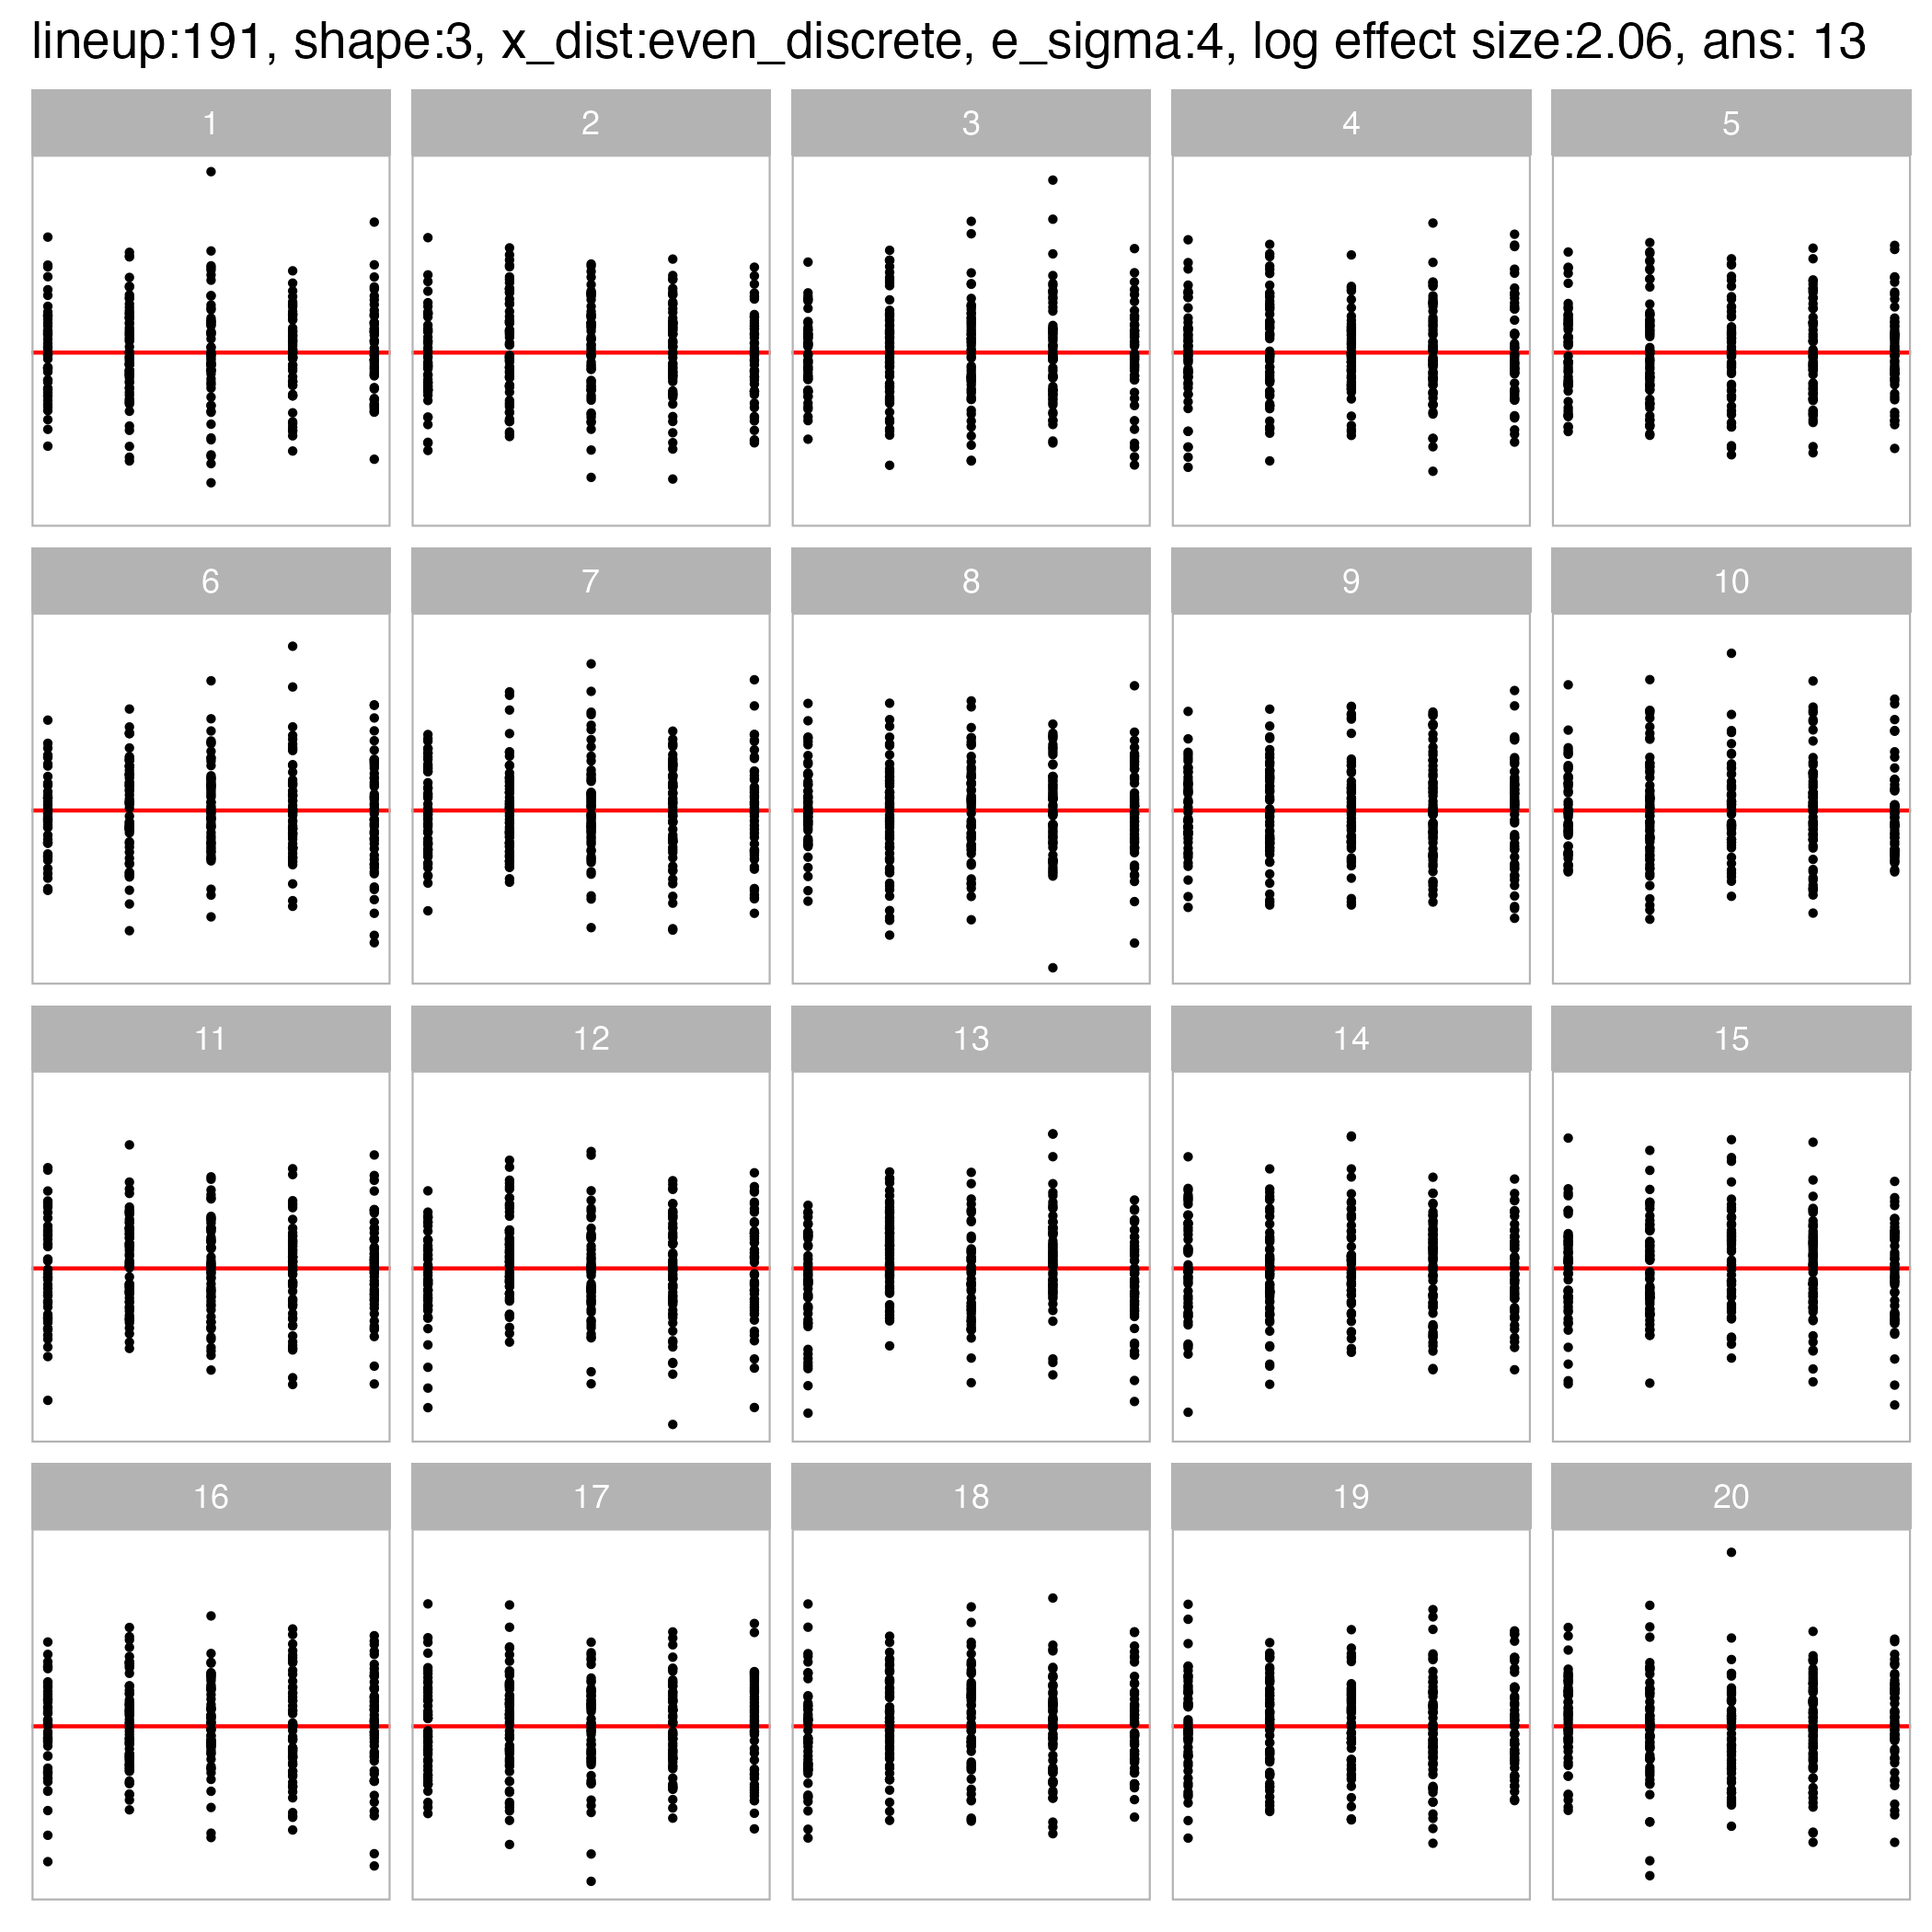 lineup:191, shape:3, x_dist:even_discrete, e_sigma:4, log effect size:2.06, ans: 13
1 2 3 4 5
6 7 8 9 10
11 12 13 14 15
16 17 18 19 20